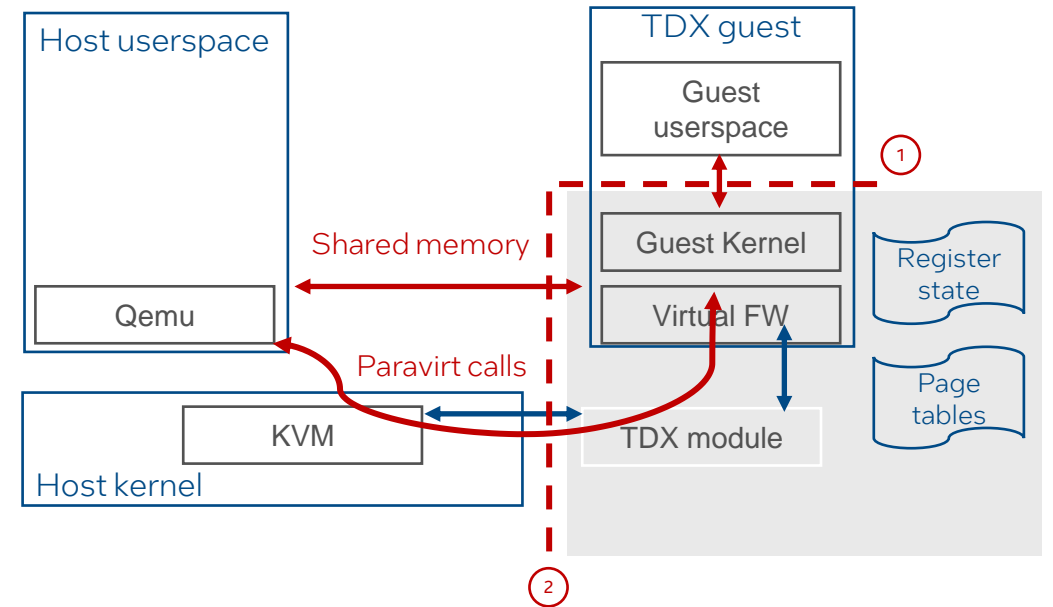 Host userspace
TDX guest
Guest
userspace
1
Guest Kernel
Shared memory
Register
state
Qemu
Virtual FW
Paravirt calls
Page
tables
KVM
TDX module
Host kernel
2